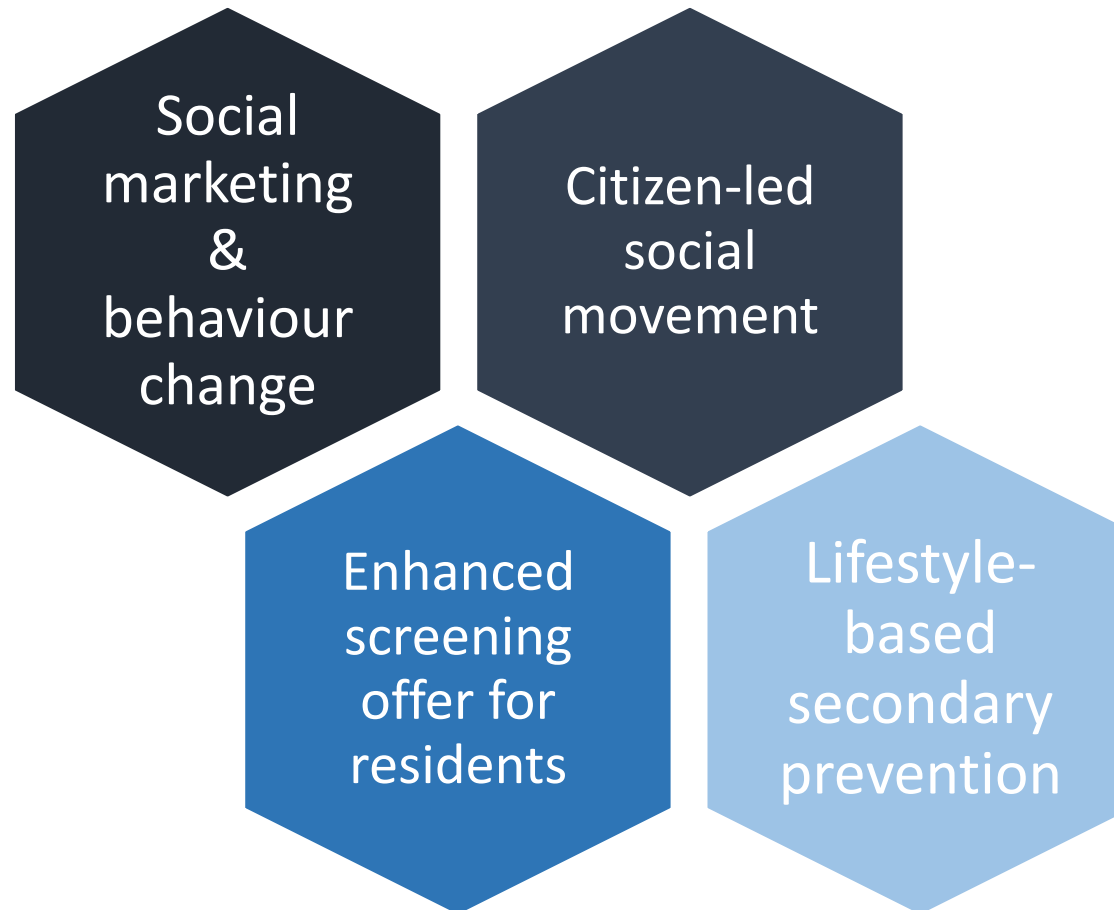 Social
marketing
&
behaviour
change
Citizen-led
social
movement
Enhanced
screening
offer for
residents
Lifestyle-
based
secondary
prevention